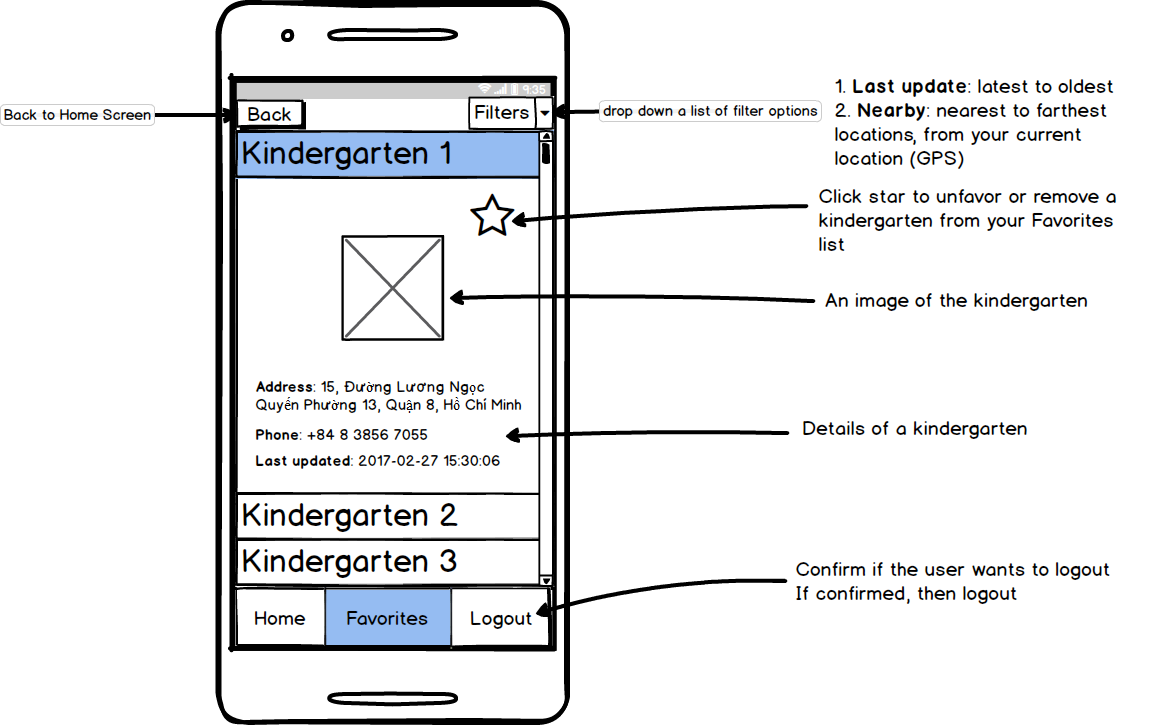 9:35
Back to Home Screen
Back
Filters
drop down a list of filter options
1. Last update: latest to oldest
2. Nearby: nearest to farthest
locations, from your current
location (GPS)
Kindergarten 1
Click star to unfavor or remove a
kindergarten from your Favorites
list
An image of the kindergarten
Address: 15, Đường Lương Ngọc
Quyến Phường 13, Quận 8, Hồ Chí Minh
Phone: +84 8 3856 7055
Last updated: 2017-02-27 15:30:06
Details of a kindergarten
Kindergarten 2
Kindergarten 3
Confirm if the user wants to logout
If confirmed, then logout
Home
Favorites
Logout